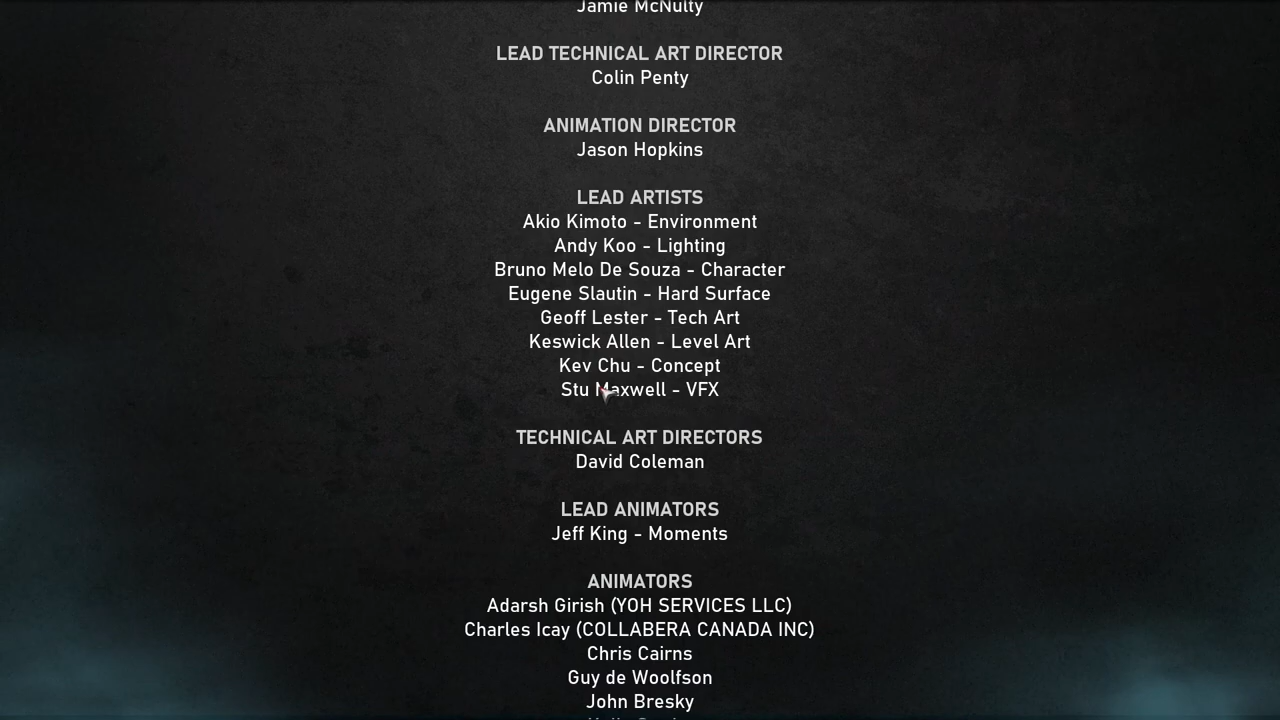 Jamie McNulty
LEAD TECHNICAL ART DIRECTOR
Colin Penty
ANIMATION DIRECTOR
Jason Hopkins
LEAD ARTISTS
Akio Kimoto - Environment
Andy Koo - Lighting
Bruno Melo De Souza - Character
Eugene Slautin - Hard Surface
Geoff Lester - Tech Art
Keswick Allen - Level Art
Kev Chu - Concept
Stu Maxwell - VFX
TECHNICAL ART DIRECTORS
David Coleman
LEAD ANIMATORS
Jeff King - Moments
ANIMATORS
Adarsh Girish (YOH SERVICES LLC)
Charles Icay (COLLABERA CANADA INC)
Chris Cairns
Guy de Woolfson
John Bresky